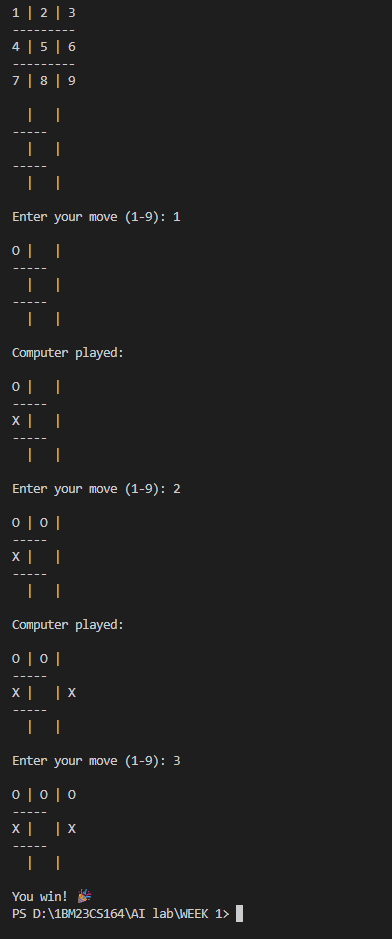 1 | 2 | 3
---------
4 | 5 | 6
---------
7 | 8 | 9
  |   |
-----
  |   |
-----
  |   |
Enter your move (1-9): 1
O |   |
-----
  |   |
-----
  |   |
Computer played:
O |   |
-----
X |   |
-----
  |   |
Enter your move (1-9): 2
O | O |
-----
X |   |
-----
  |   |
Computer played:
O | O |
-----
X |   | X
-----
  |   |
Enter your move (1-9): 3
O | O | O
-----
X |   | X
-----
  |   |
You win! 🎉
PS D:\1BM23CS164\AI lab\WEEK 1>